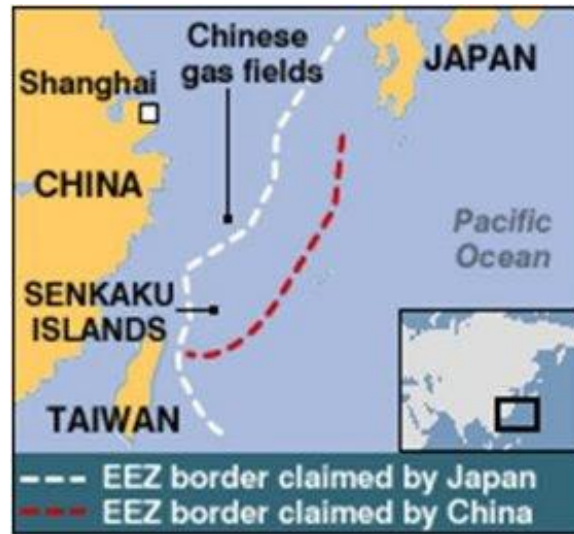 Chinese
gas fields
JAPAN
Shanghai
CHINA
Pacific
Ocean
SENKAKU
ISLANDS
TAIWAN
EEZ border claimed by Japan
EEZ border claimed by China